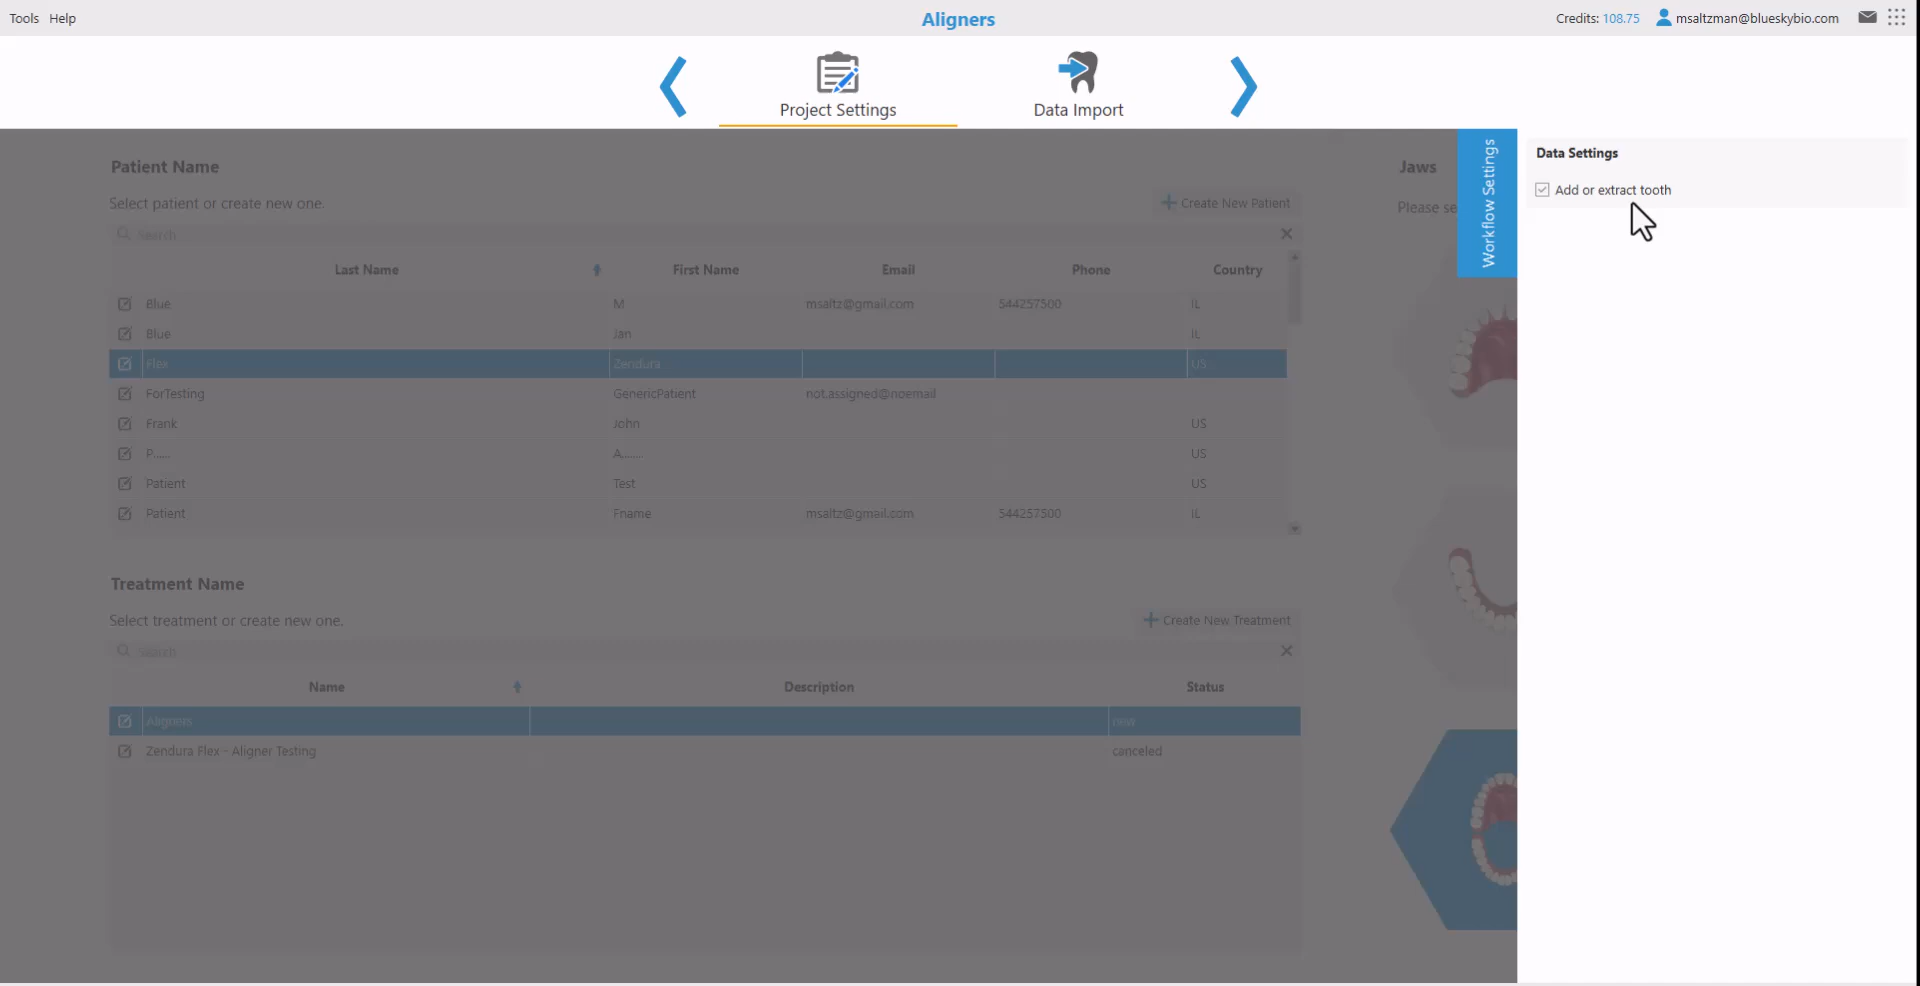 Tools Help Aligners Credits: 108.75 msaltzman@blueskybio.com
Project Settings Data Import
Patient Name
Select patient or create new one.
Create New Patient
Search
Last Name First Name Email Phone Country
Blue M msaltz@gmail.com 544257500 IL
Blue Jan IL
Flex Zendura US
ForTesting GenericPatient not.assigned@noemail
Frank John US
P...... A........ US
Patient Test US
Patient Fname msaltz@gmail.com 544257500 IL
Treatment Name
Select treatment or create new one.
Create New Treatment
Search
Name Description Status
Aligners new
Zendura Flex - Aligner Testing canceled
Jaws
Please se
Workflow Settings
Data Settings
Add or extract tooth